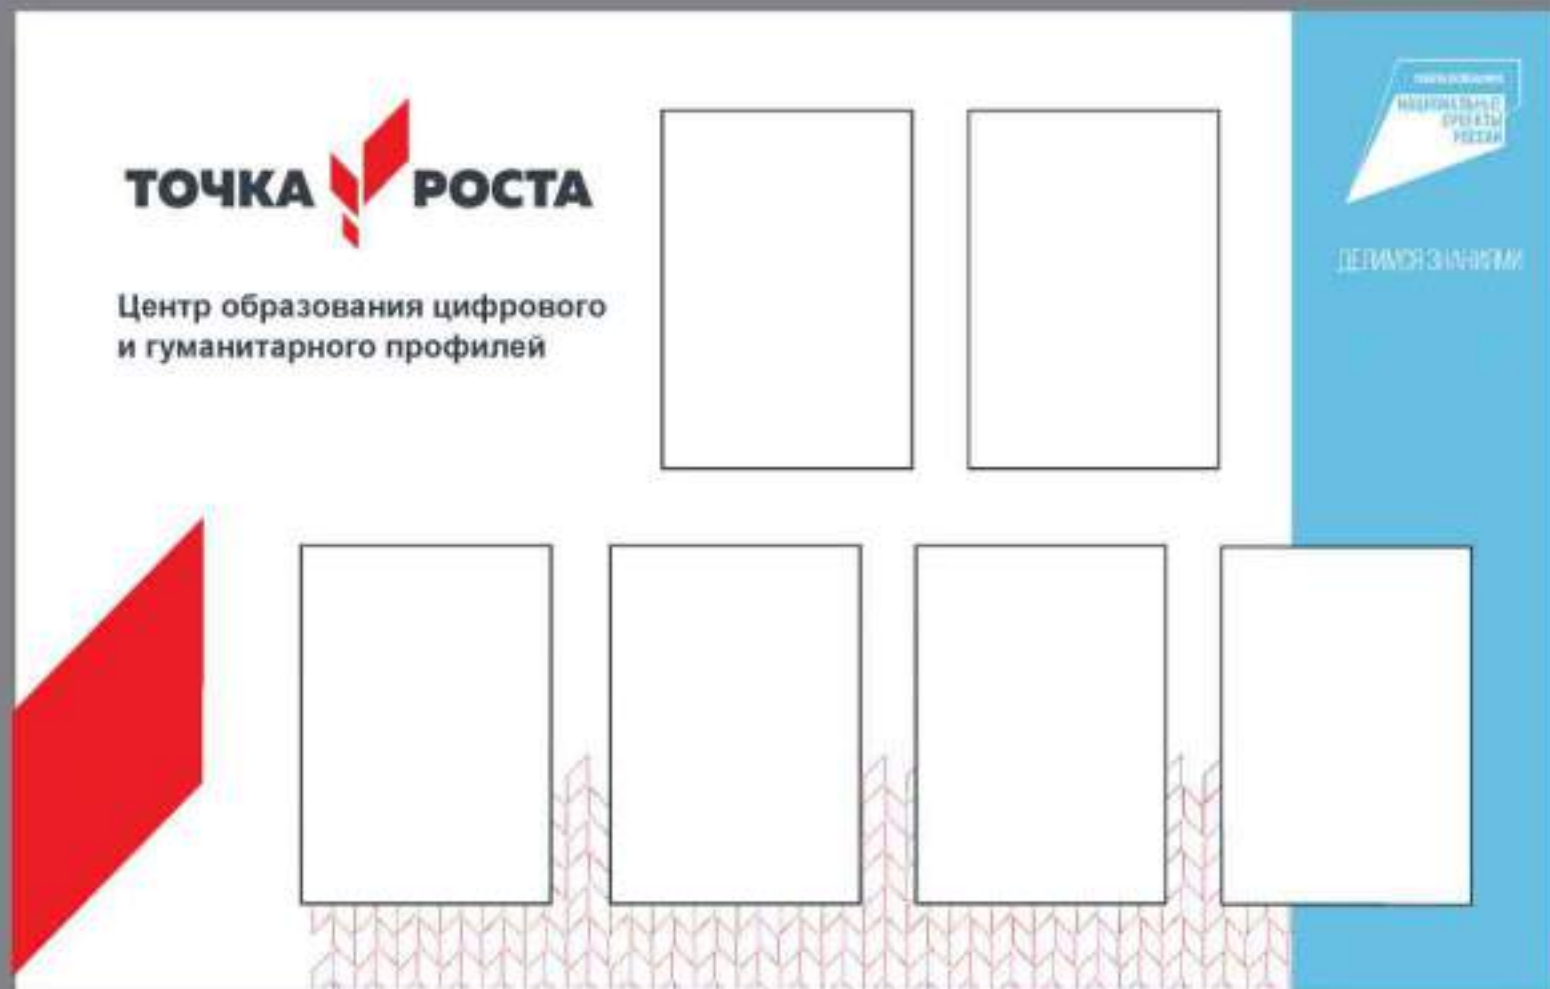 ТОЧКА РОСТА
Центр образования цифрового
и гуманитарного профилей
НАЦИОНАЛЬНЫЕ
ПРОЕКТЫ
РОССИИ
ДЕЛИМСЯ ЗНАНИЯМИ